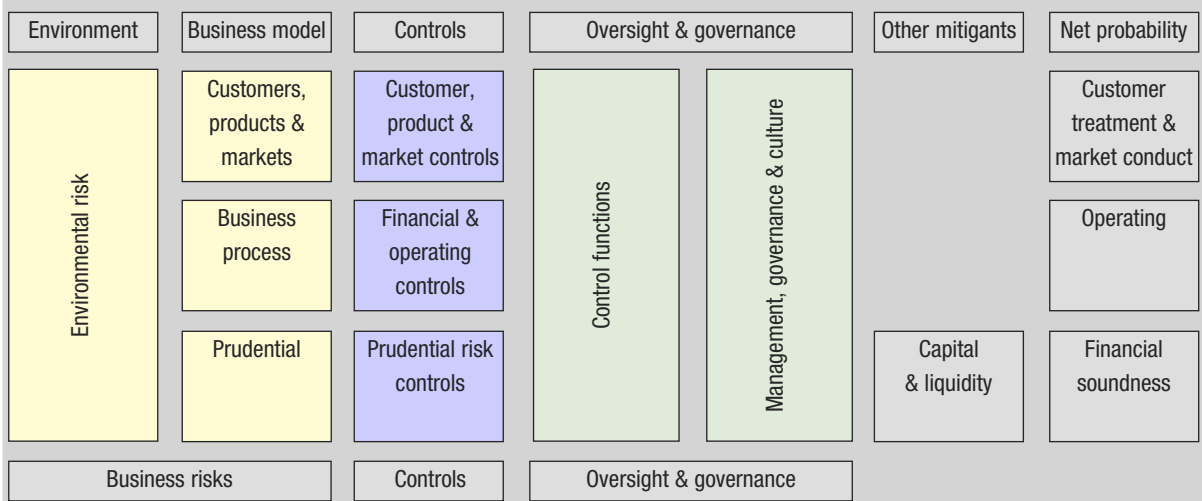 Environment
Business model
Controls
Oversight & governance
Other mitigants
Net probability
Environmental risk
Customers,
products &
markets
Customer,
product &
market controls
Control functions
Management, governance & culture
Customer
treatment &
market conduct
Business
process
Financial &
operating
controls
Operating
Prudential
Prudential risk
controls
Capital
& liquidity
Financial
soundness
Business risks
Controls
Oversight & governance